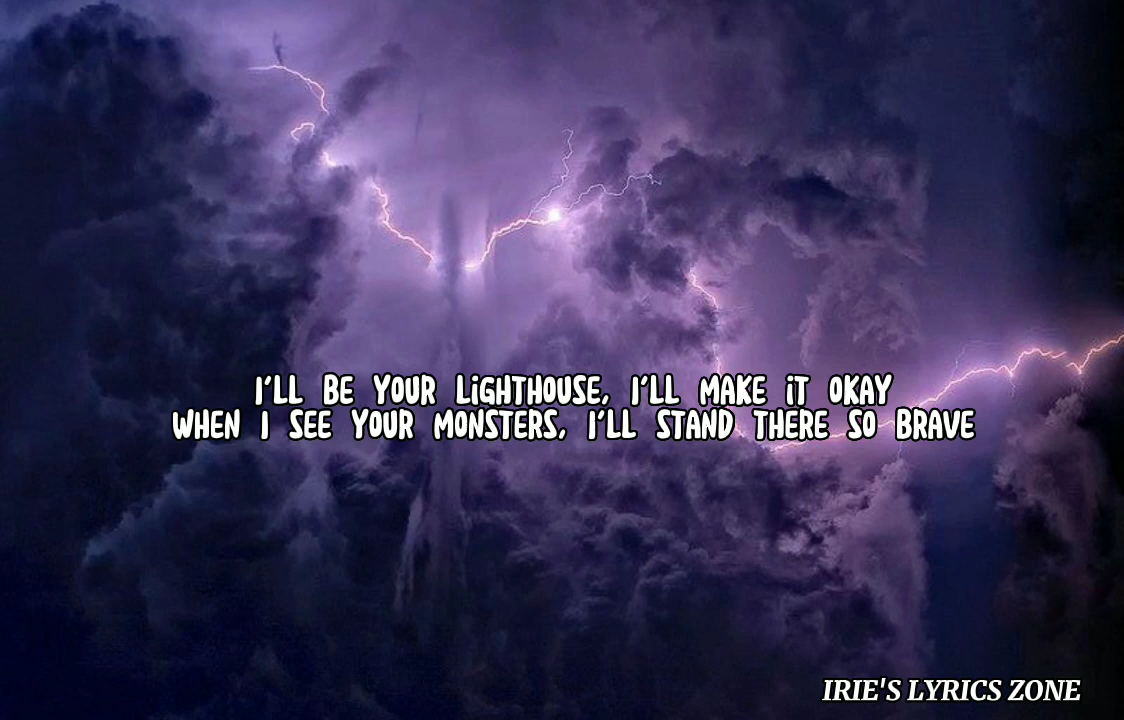 I'LL BE YOUR LiGHTHOUSE, I'LL MAKE iT OKAY
WHEN I SEE YOUR MONSTERS, I'LL STAND THERE SO BRAVE
IRIE'S LYRICS ZONE